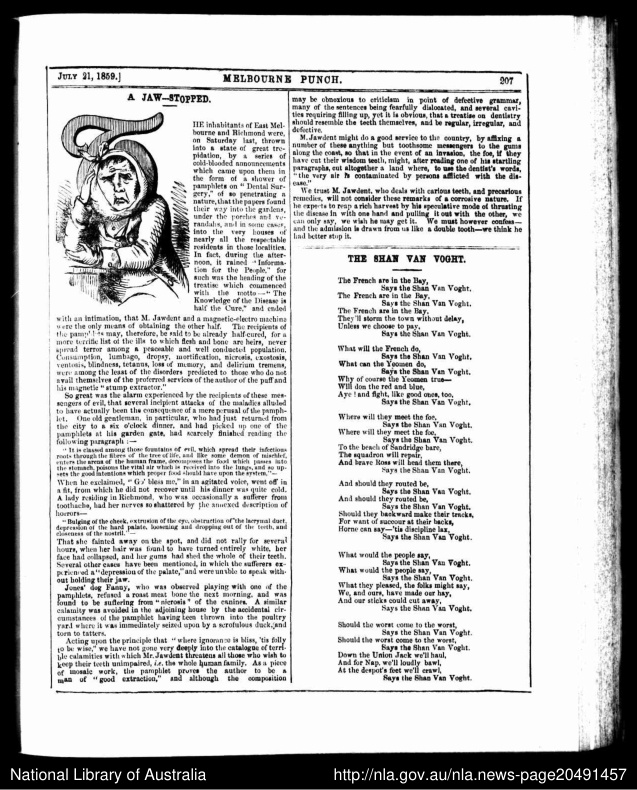 JULY 21, 1859.]
MELBOURNE PUNCH.
207
A JAW-STOPPED.
THE inhabitants of East Mel-
bourne and Richmond were,
on Saturday last, thrown
into a state of great tre-
pidation, by a series of
cold-blooded announcements
which came upon them in
the form of a shower of
pamphlets on "Dental Sur-
gery," of so penetrating a
nature, that the papers found
their way into the gardens,
under the porches and ve-
randahs, and in some cases,
into the very houses of
nearly all the respectable
residents in those localities.
In fact, during the after-
noon, it rained "Informa-
tion for the People," for
such was the heading of the
treatise which commenced
with the motto—"The
Knowledge of the Disease is
half the Cure," and ended
with an intimation, that M. Jawdent and a magnetic-electro machine
were the only means of obtaining the other half. The recipients of
the pamphlets may, therefore, be said to be already half-cured, for a
more terrific list of the ills to which flesh and bone are heirs, never
spread terror among a peaceable and well conducted population.
Consumption, lumbago, dropsy, mortification, nicrosis, exostosis,
ventosis, blindness, tetanus, loss of memory, and delirium tremens,
were among the least of the disorders predicted to those who do not
avail themselves of the proferred services of the author of the puff and
his magnetic "stump extractor."
So great was the alarm experienced by the recipients of these mes-
sengers of evil, that several incipient attacks of the maladies alluded
to have actually been the consequence of a mere perusal of the pamph-
let. One old gentleman, in particular, who had just returned from
the city to a six o'clock dinner, and had picked up one of the
pamphlets at his garden gate, had scarcely finished reading the
following paragraph :—
"It is classed among those fountains of evil, which spread their infectious
roots through the fibres of the tree of life, and like some demon of mischief,
enters the arena of the human frame, decomposes the food which passes into
the stomach, poisons the vital air which is received into the lungs, and so up-
sets the good intentions which proper food should have upon the system,"—
When he exclaimed, "G-' bless me," in an agitated voice, went off in
a fit, from which he did not recover until his dinner was quite cold.
A lady residing in Richmond, who was occasionally a sufferer from
toothache, had her nerves so shattered by the annexed description of
horrors—
"Bulging of the cheek, extrusion of the eye, obstruction of the lacrymal duct,
depression of the hard palate, loosening and dropping out of the teeth, and
closeness of the nostril,"—
That she fainted away on the spot, and did not rally for several
hours, when her hair was found to have turned entirely white, her
face had collapsed, and her gums had shed the whole of their teeth.
Several other cases have been mentioned, in which the sufferers ex-
perienced a "depression of the palate," and were unable to speak with-
out holding their jaw.
Jones' dog Fanny, who was observed playing with one of the
pamphlets, refused a roast meat bone the next morning, and was
found to be suffering from "nicrosis" of the canines. A similar
calamity was avoided in the adjoining house by the accidental cir-
cumstances of the pamphlet having been thrown into the poultry
yard where it was immediately seized upon by a scrofulous duck, and
torn to tatters.
Acting upon the principle that "where ignorance is bliss, 'tis folly
to be wise," we have not gone very deeply into the catalogue of terri-
ble calamities with which Mr. Jawdent threatens all those who wish to
keep their teeth unimpaired, i.e. the whole human family. As a piece
of mosaic work, the pamphlet proves the author to be a
man of "good extraction," and although the composition
may be obnoxious to criticism in point of defective grammar,
many of the sentences being fearfully dislocated, and several cavi-
ties requiring filling up, yet it is obvious, that a treatise on dentistry
should resemble the teeth themselves, and be regular, irregular, and
defective.
M. Jawdent might do a good service to the country, by affixing a
number of these anything but toothsome messengers to the gums
along the coast, so that in the event of an invasion, the foe, if they
have cut their wisdom teeth, might, after reading one of his startling
paragraphs, cut altogether a land where, to use the dentist's words,
"the very air is contaminated by persons afflicted with the dis-
ease."
We trust M. Jawdent, who deals with carious teeth, and precarious
remedies, will not consider these remarks of a corrosive nature. If
he expects to reap a rich harvest by his speculative mode of thrusting
the disease in with one hand and pulling it out with the other, we
can only say, we wish he may get it. We must however confess—
and the admission is drawn from us like a double tooth—we think he
had better stop it.
THE SHAN VAN VOGHT.
The French are in the Bay,
Says the Shan Van Voght.
The French are in the Bay,
Says the Shan Van Voght.
The French are in the Bay,
They'll storm the town without delay,
Unless we choose to pay,
Says the Shan Van Voght.
What will the French do,
Says the Shan Van Voght.
What can the Yeomen do,
Says the Shan Van Voght.
Why of course the Yeomen true—
Will don the red and blue,
Aye! and fight, like good ones, too,
Says the Shan Van Voght.
Where will they meet the foe,
Says the Shan Van Voght.
Where will they meet the foe,
Says the Shan Van Voght.
To the beach of Sandridge bare,
The squadron will repair,
And brave Ross will head them there,
Says the Shan Van Voght.
And should they routed be,
Says the Shan Van Voght.
And should they routed be,
Says the Shan Van Voght.
Should they backward make their tracks,
For want of succour at their backs,
Horne can say—'tis discipline lax,
Says the Shan Van Voght.
What would the people say,
Says the Shan Van Voght.
What would the people say,
Says the Shan Van Voght.
What they pleased, the folks might say,
We, and ours, have made our hay,
And our sticks could cut away,
Says the Shan Van Voght.
Should the worst come to the worst,
Says the Shan Van Voght.
Should the worst come to the worst,
Says the Shan Van Voght.
Down the Union Jack we'll haul,
And for Nap. we'll loudly bawl,
At the despot's feet we'll crawl,
Says the Shan Van Voght.
National Library of Australia
http://nla.gov.au/nla.news-page20491457